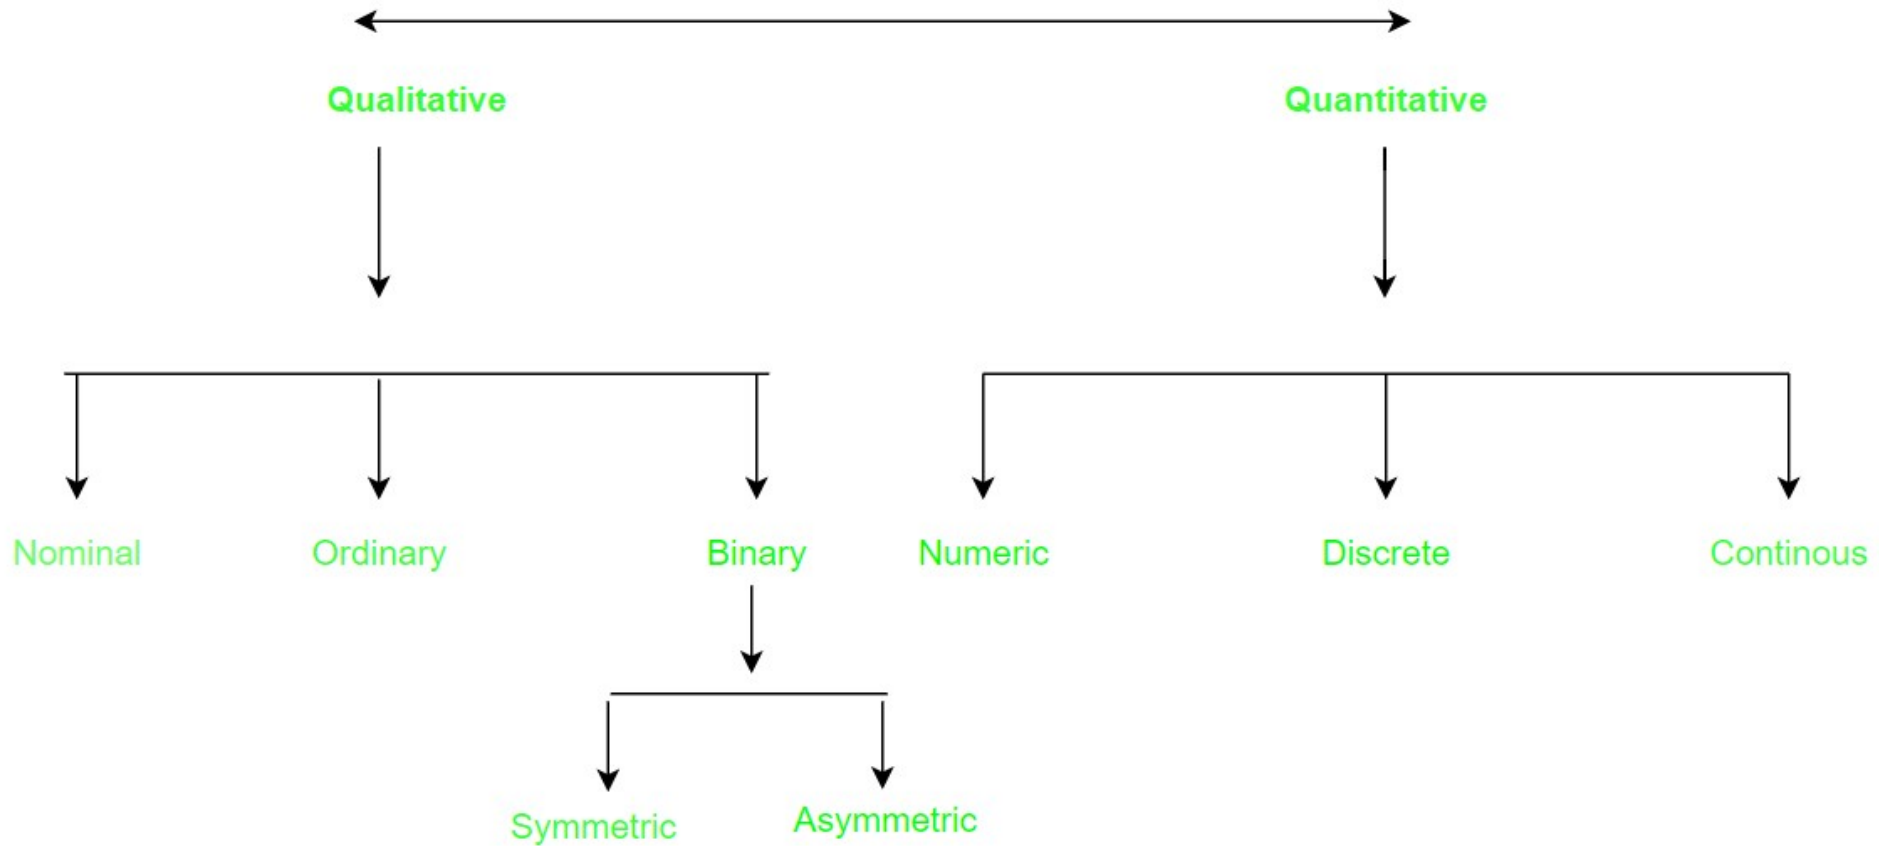 Qualitative
Quantitative
Nominal
Ordinary
Binary
Numeric
Discrete
Continous
Symmetric
Asymmetric